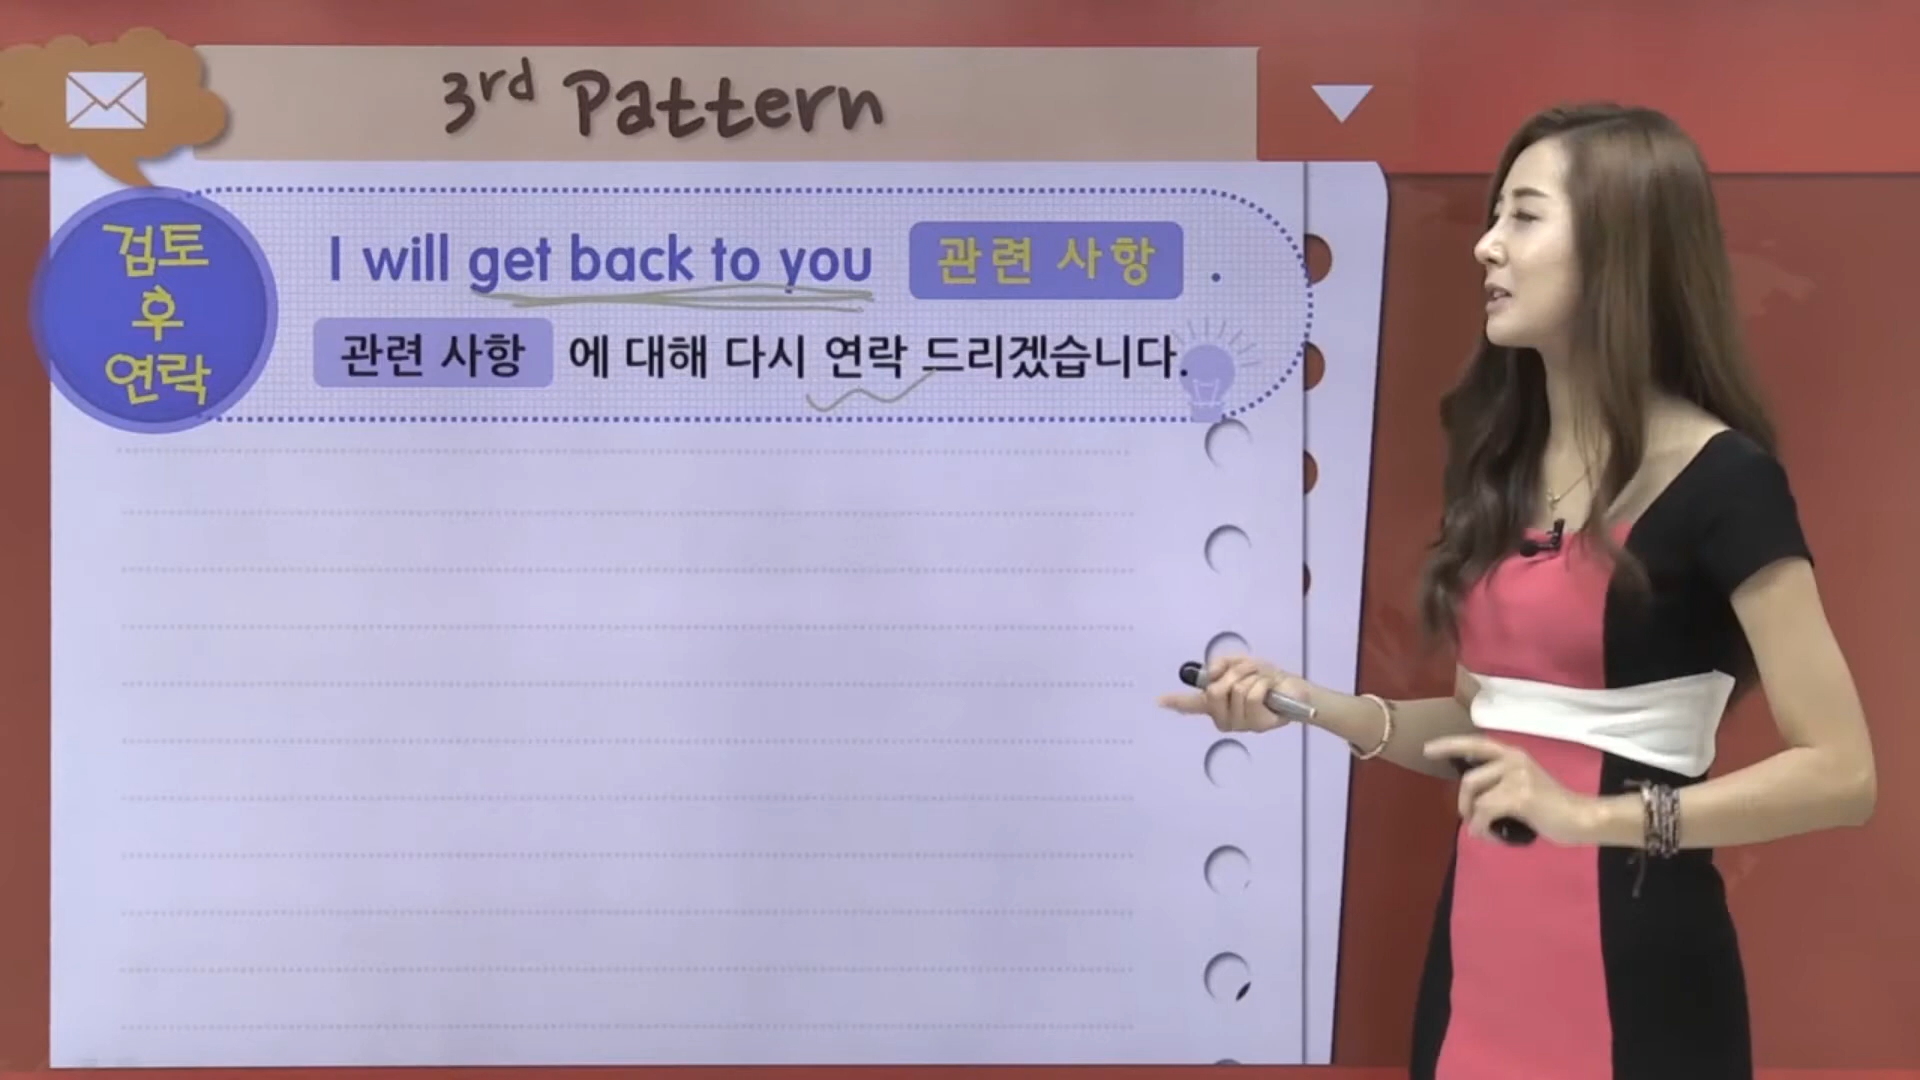 3rd Pattern
검토
후
연락
I will get back to you 관련 사항 .
관련 사항 에 대해 다시 연락 드리겠습니다.